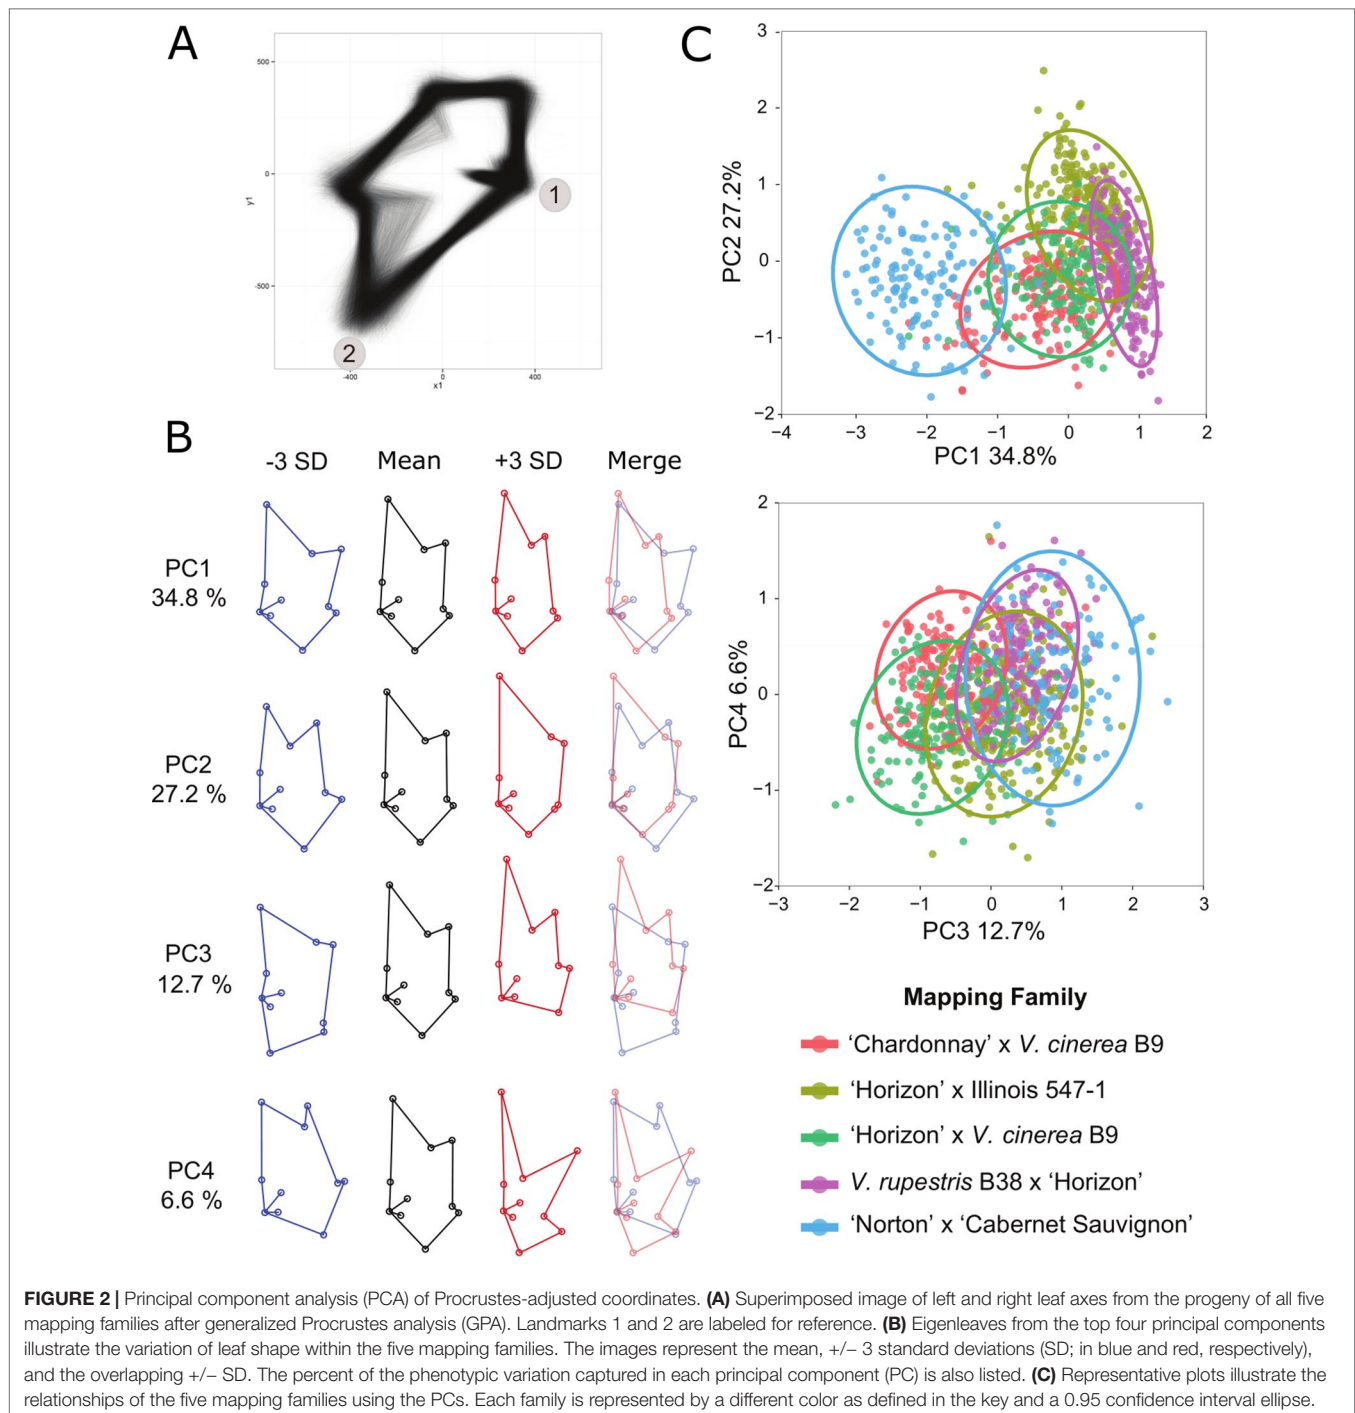 A
500
0
-500
y1
-400
0
400
x1
1
2
B
-3 SD
Mean
+3 SD
Merge
PC1
34.8 %
PC2
27.2 %
PC3
12.7 %
PC4
6.6 %
C
3
2
1
0
−1
−2
PC2 27.2%
−4
−3
−2
−1
0
1
2
PC1 34.8%
2
1
0
−1
−2
PC4 6.6%
−3
−2
−1
0
1
2
3
PC3 12.7%
Mapping Family
‘Chardonnay’ x V. cinerea B9
‘Horizon’ x Illinois 547-1
‘Horizon’ x V. cinerea B9
V. rupestris B38 x ‘Horizon’
‘Norton’ x ‘Cabernet Sauvignon’
FIGURE 2 | Principal component analysis (PCA) of Procrustes-adjusted coordinates. (A) Superimposed image of left and right leaf axes from the progeny of all five
mapping families after generalized Procrustes analysis (GPA). Landmarks 1 and 2 are labeled for reference. (B) Eigenleaves from the top four principal components
illustrate the variation of leaf shape within the five mapping families. The images represent the mean, +/− 3 standard deviations (SD; in blue and red, respectively),
and the overlapping +/− SD. The percent of the phenotypic variation captured in each principal component (PC) is also listed. (C) Representative plots illustrate the
relationships of the five mapping families using the PCs. Each family is represented by a different color as defined in the key and a 0.95 confidence interval ellipse.